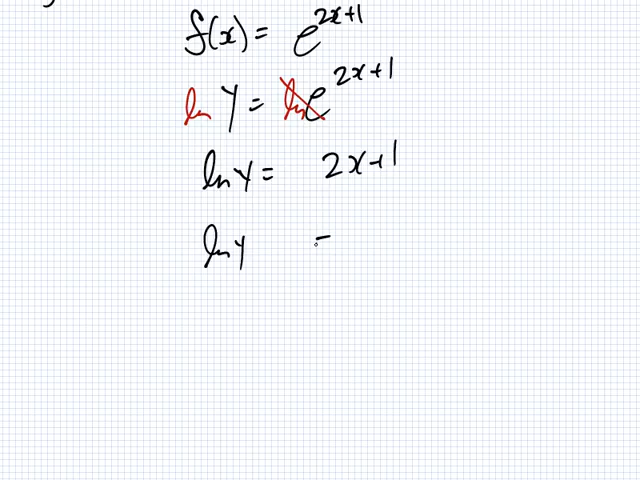 f(x) = e^{2x+1}
ln y = ln e^{2x+1}
ln y = 2x+1
ln y =